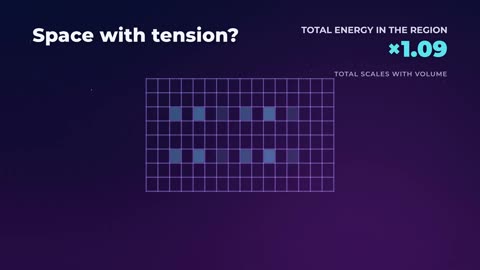 Space with tension?
TOTAL ENERGY IN THE REGION
×1.09
TOTAL SCALES WITH VOLUME